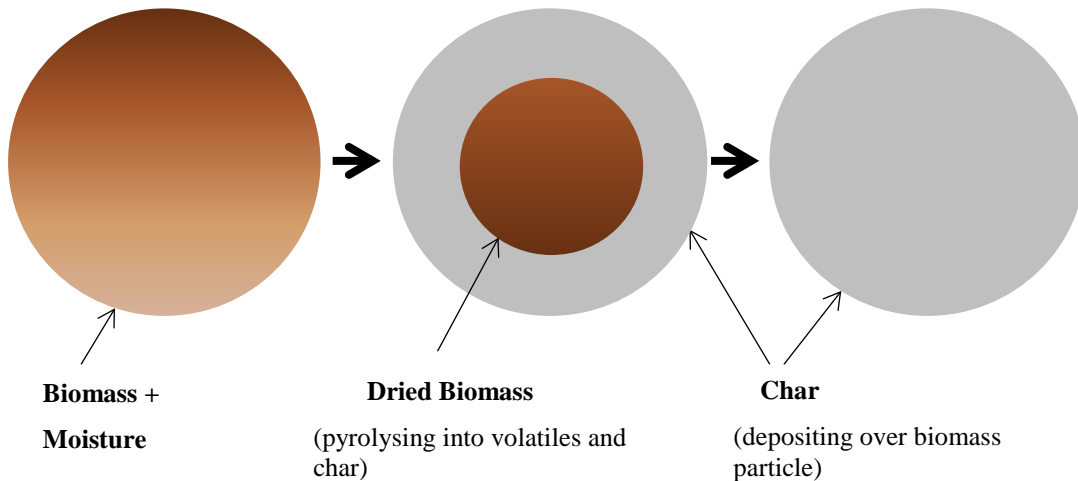 Biomass +
Moisture
Dried Biomass
(pyrolysing into volatiles and
char)
Char
(depositing over biomass
particle)